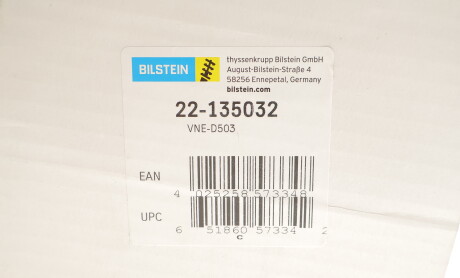 BILSTEIN
thyssenkrupp Bilstein GmbH
August-Bilstein-Straße 4
58256 Ennepetal, Germany
bilstein.com
22-135032
VNE-D503
EAN
4 025258 573348
UPC
6 51860 57334 2
C